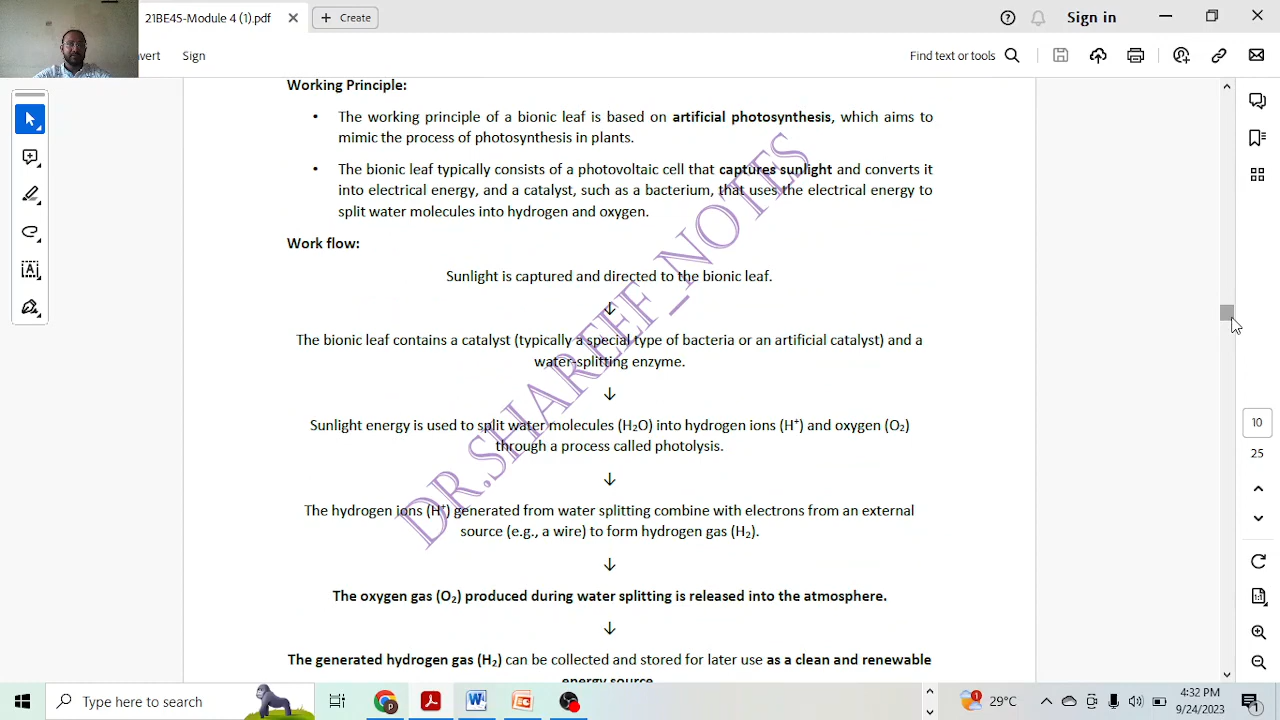 21BE45-Module 4 (1).pdf
Create
Sign in
vert
Sign
Find text or tools
Working Principle:
• The working principle of a bionic leaf is based on artificial photosynthesis, which aims to
mimic the process of photosynthesis in plants.
• The bionic leaf typically consists of a photovoltaic cell that captures sunlight and converts it
into electrical energy, and a catalyst, such as a bacterium, that uses the electrical energy to
split water molecules into hydrogen and oxygen.
Work flow:
Sunlight is captured and directed to the bionic leaf.
↓
The bionic leaf contains a catalyst (typically a special type of bacteria or an artificial catalyst) and a
water-splitting enzyme.
↓
Sunlight energy is used to split water molecules (H₂O) into hydrogen ions (H⁺) and oxygen (O₂)
through a process called photolysis.
↓
The hydrogen ions (H⁺) generated from water splitting combine with electrons from an external
source (e.g., a wire) to form hydrogen gas (H₂).
↓
The oxygen gas (O₂) produced during water splitting is released into the atmosphere.
↓
The generated hydrogen gas (H₂) can be collected and stored for later use as a clean and renewable
energy source.
DR.SHAREEF_NOTES
10
25
Type here to search
1
28°C
4:32 PM
9/24/2023
1